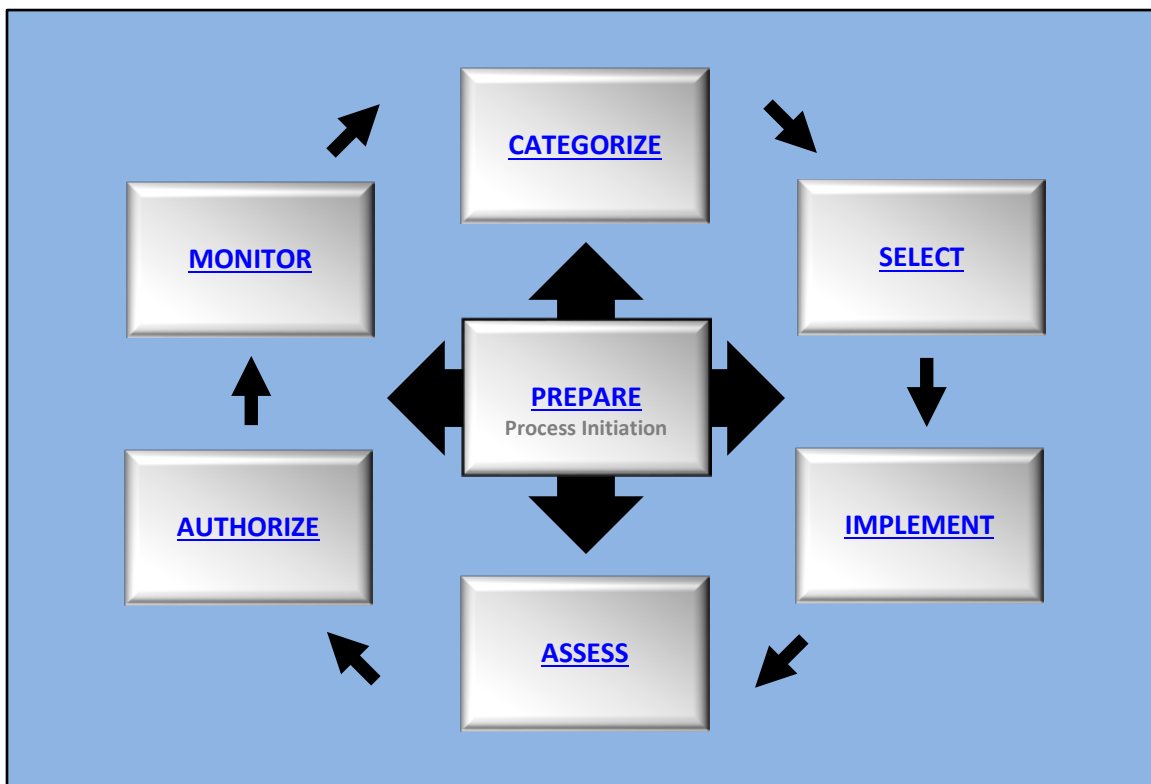 CATEGORIZE
MONITOR
SELECT
PREPARE
Process Initiation
AUTHORIZE
IMPLEMENT
ASSESS